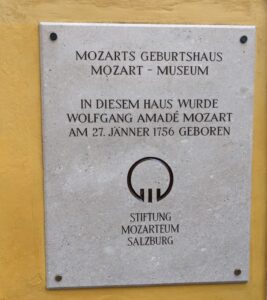 MOZARTS GEBURTSHAUS
MOZART - MUSEUM
IN DIESEM HAUS WURDE
WOLFGANG AMADÉ MOZART
AM 27. JÄNNER 1756 GEBOREN
STIFTUNG
MOZARTEUM
SALZBURG